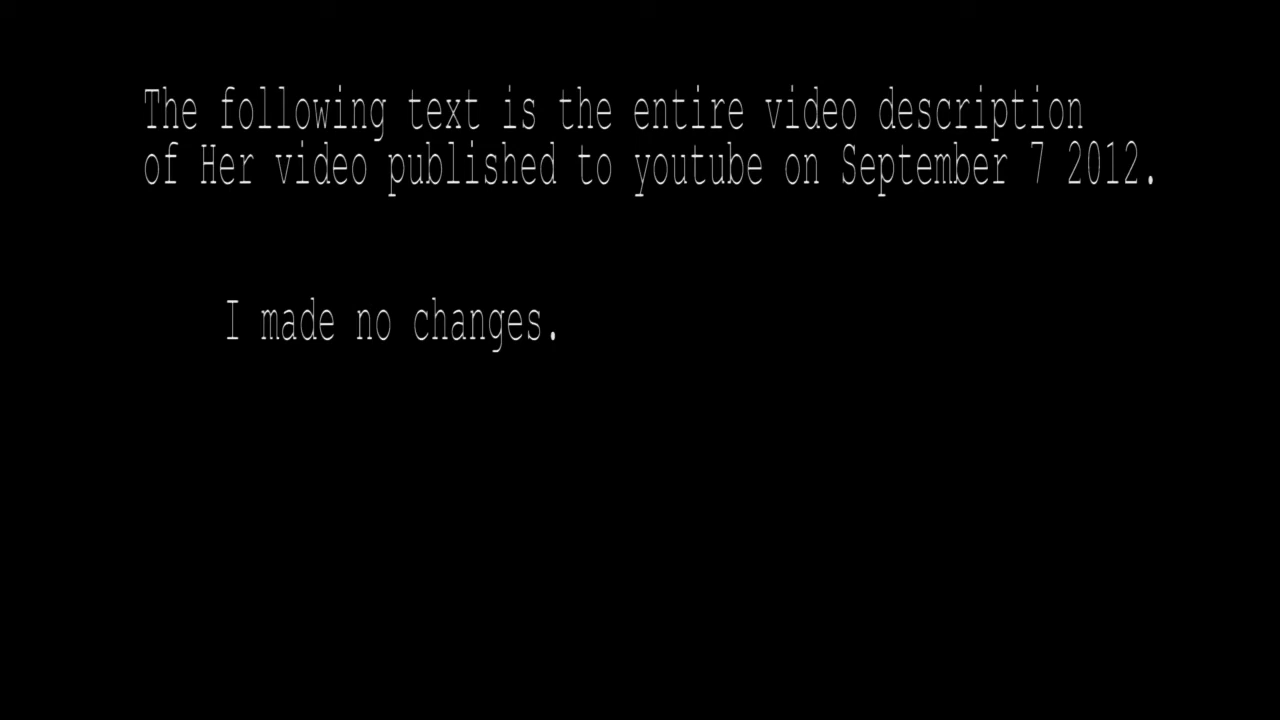 The following text is the entire video description
of Her video published to youtube on September 7 2012.
I made no changes.